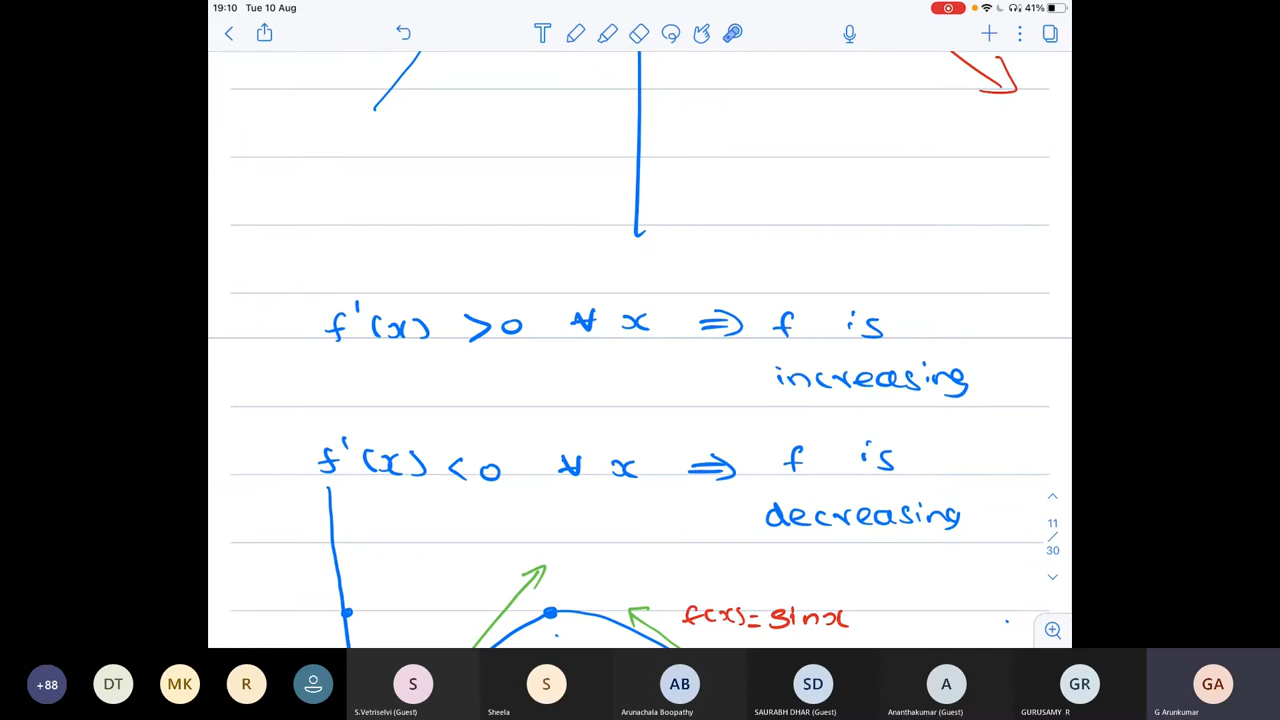 19:10 Tue 10 Aug
41%
T
f'(x) > 0 ∀ x ⇒ f is
increasing
f'(x) < 0 ∀ x ⇒ f is
decreasing
11
/
30
f(x) = sin x
+88 DT MK R S S AB SD A GR GA
S.Vetriselvi (Guest) Sheela Arunachala Boopathy SAURABH DHAR (Guest) Ananthakumar (Guest) GURUSAMY R G Arunkumar